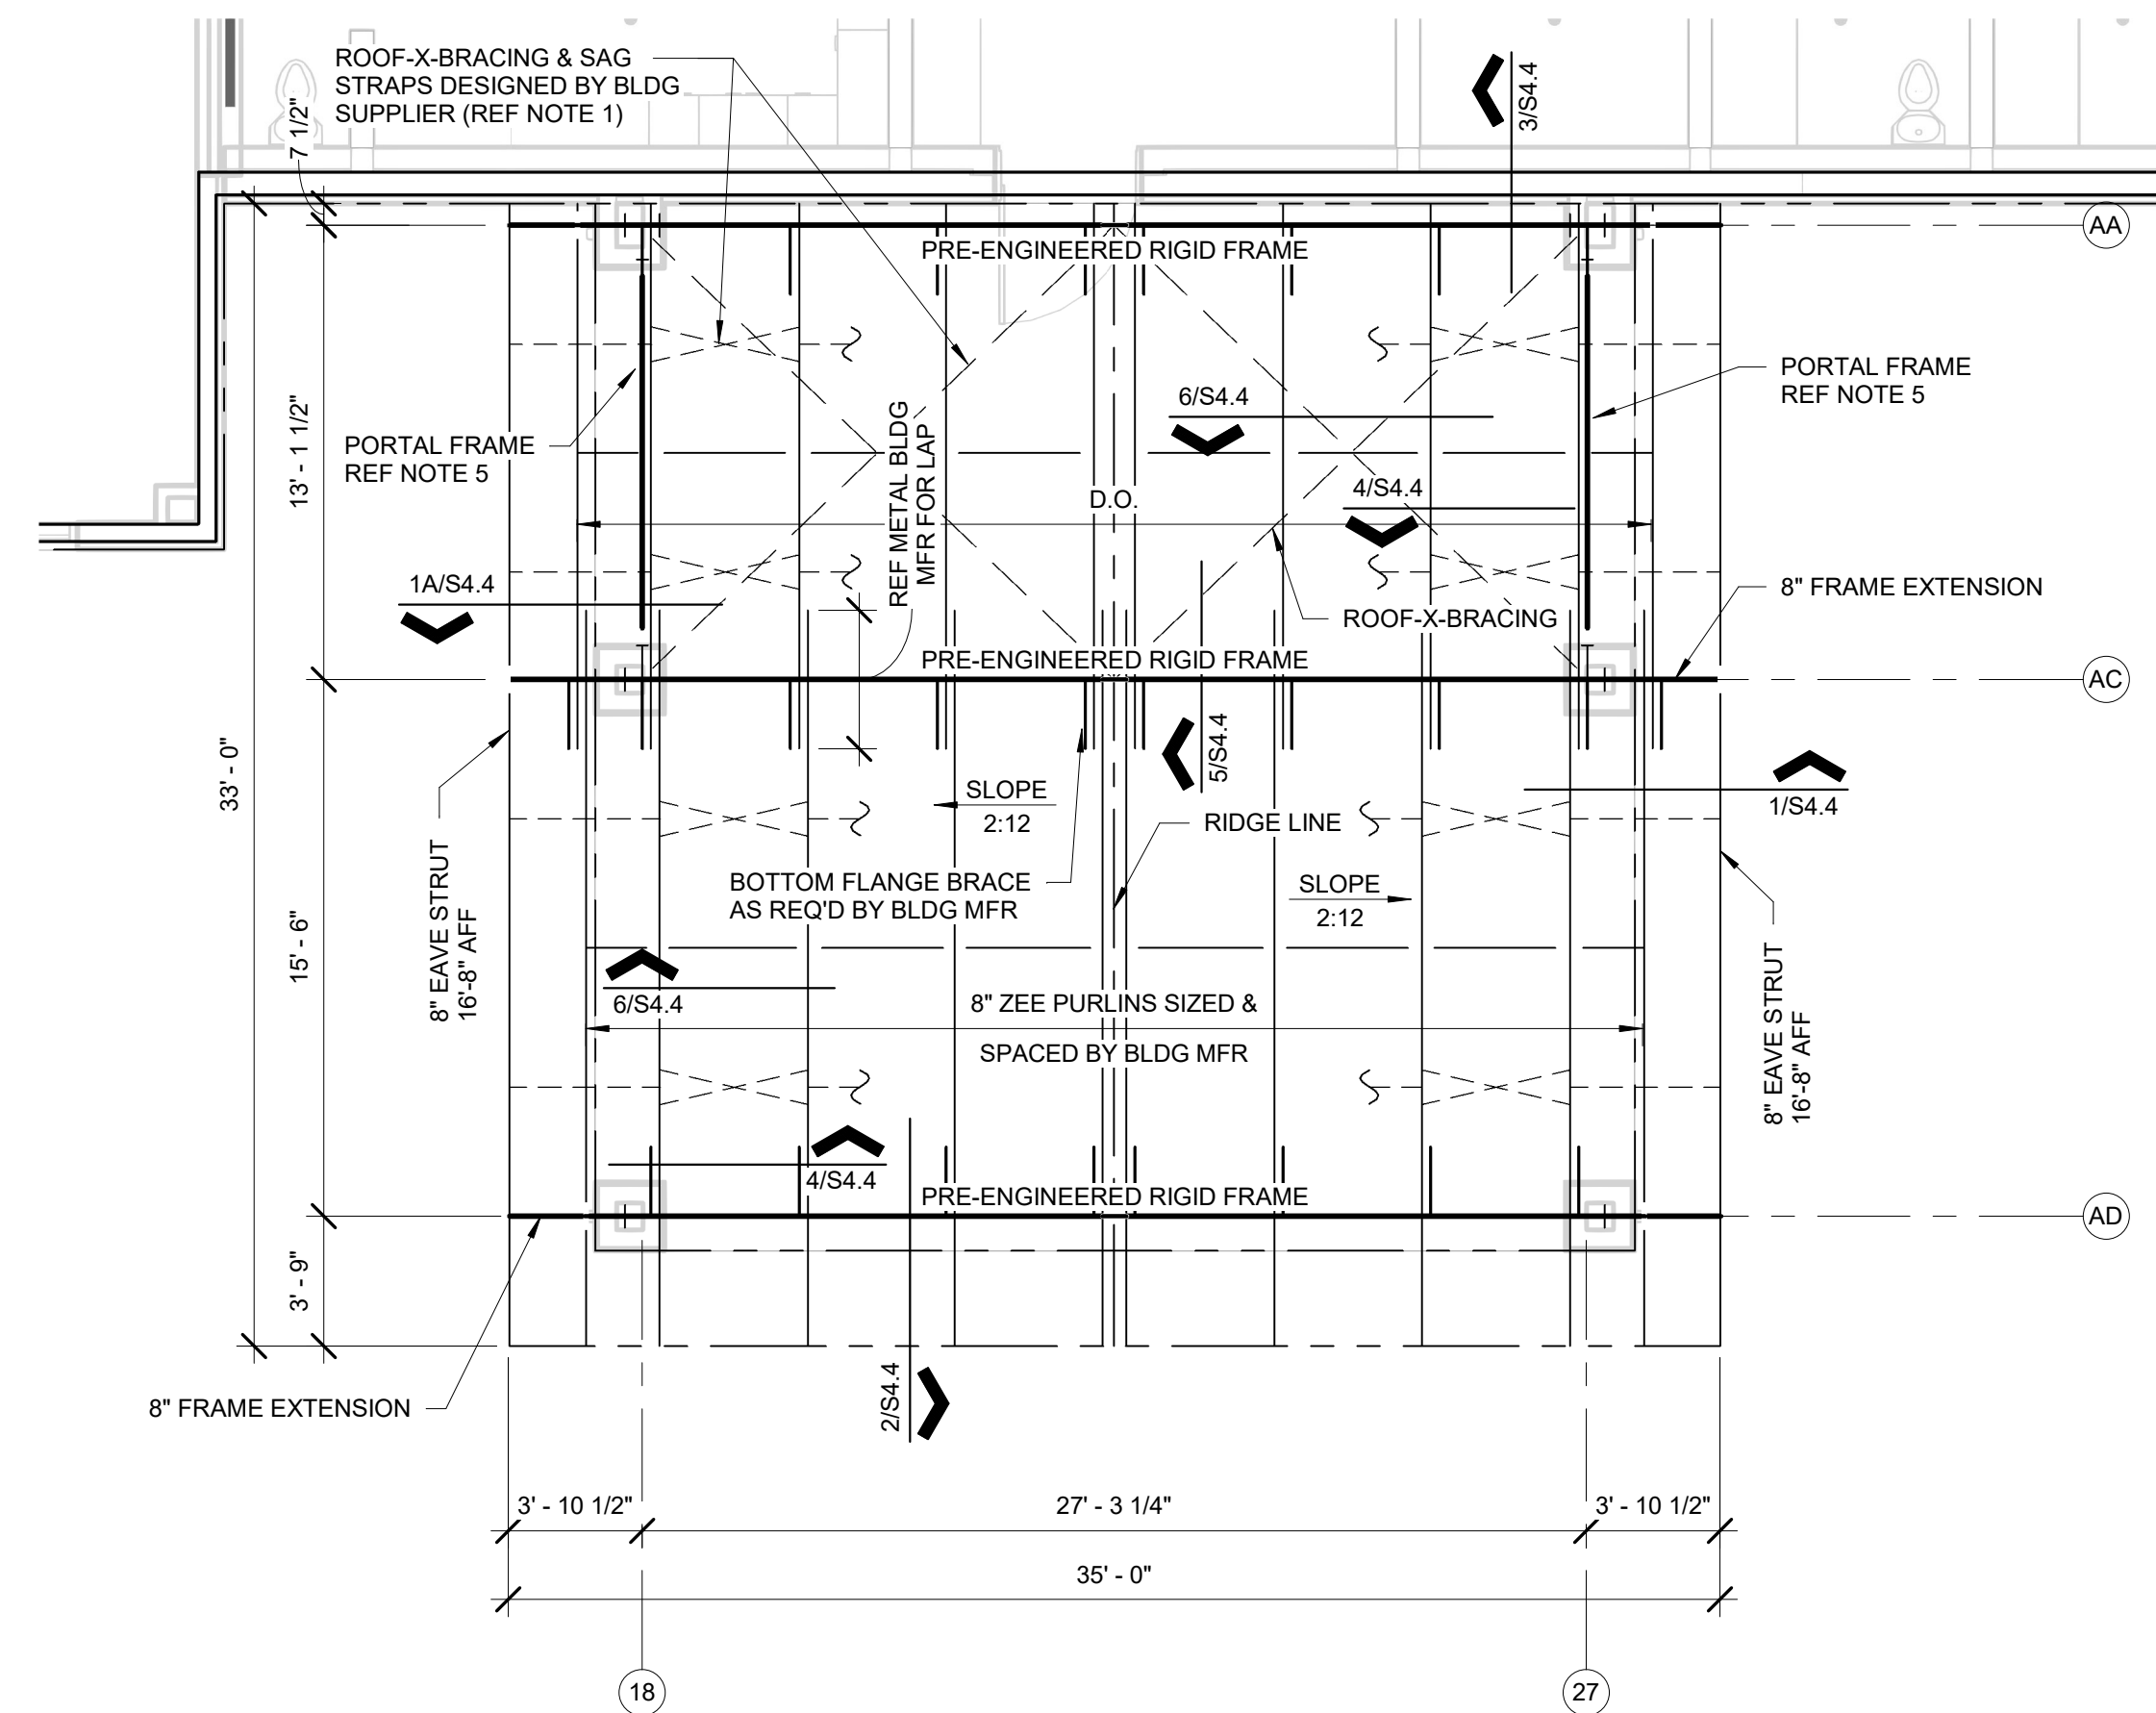 ROOF-X-BRACING & SAG
STRAPS DESIGNED BY BLDG
SUPPLIER (REF NOTE 1)
3/S4.4
7 1/2"
AA
PRE-ENGINEERED RIGID FRAME
PORTAL FRAME
REF NOTE 5
6/S4.4
13' - 1 1/2"
PORTAL FRAME
REF NOTE 5
REF METAL BLDG
MFR FOR LAP
D.O.
4/S4.4
1A/S4.4
8" FRAME EXTENSION
ROOF-X-BRACING
PRE-ENGINEERED RIGID FRAME
AC
33' - 0"
5/S4.4
SLOPE
2:12
RIDGE LINE
1/S4.4
8" EAVE STRUT
16'-8" AFF
BOTTOM FLANGE BRACE
AS REQ'D BY BLDG MFR
SLOPE
2:12
15' - 6"
6/S4.4
8" ZEE PURLINS SIZED &
SPACED BY BLDG MFR
8" EAVE STRUT
16'-8" AFF
4/S4.4
PRE-ENGINEERED RIGID FRAME
AD
3' - 9"
8" FRAME EXTENSION
2/S4.4
3' - 10 1/2"
27' - 3 1/4"
3' - 10 1/2"
35' - 0"
18
27